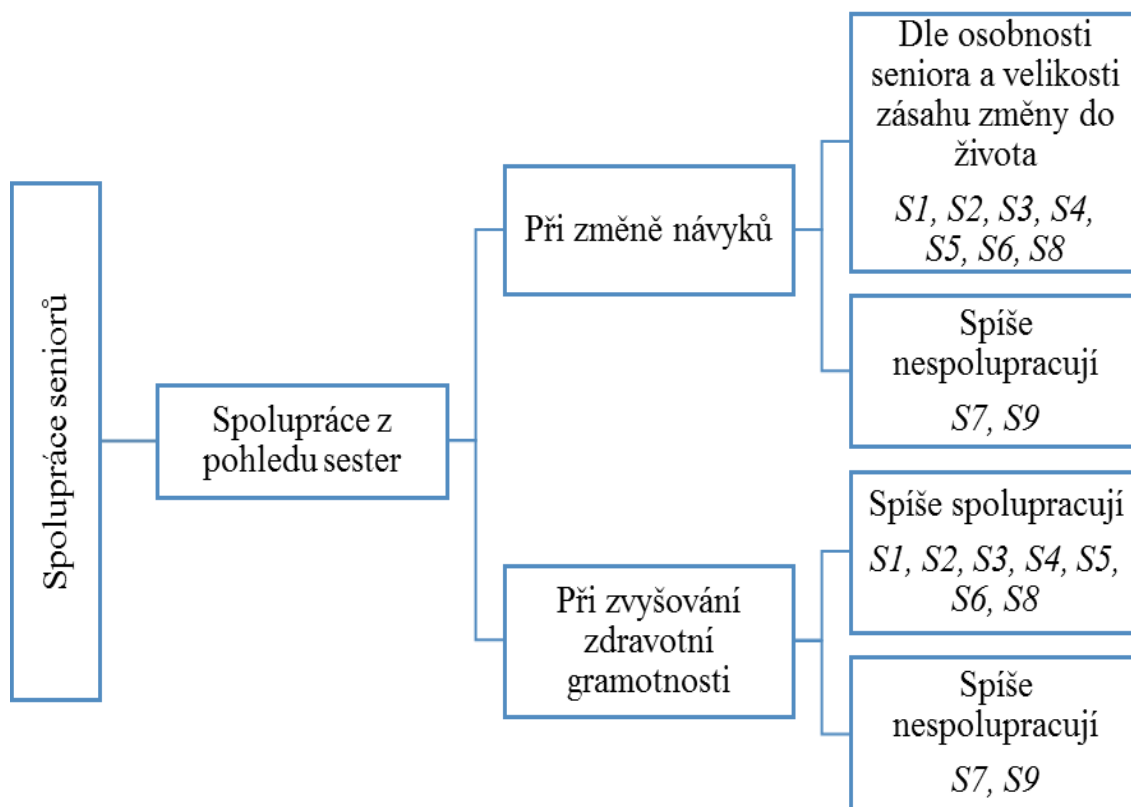 Spolupráce seniorů
Spolupráce z
pohledu sester
Při změně návyků
Dle osobnosti
seniora a velikosti
zásahu změny do
života
S1, S2, S3, S4,
S5, S6, S8
Spíše
nespolupracují
S7, S9
Při zvyšování
zdravotní
gramotnosti
Spíše spolupracují
S1, S2, S3, S4, S5,
S6, S8
Spíše
nespolupracují
S7, S9